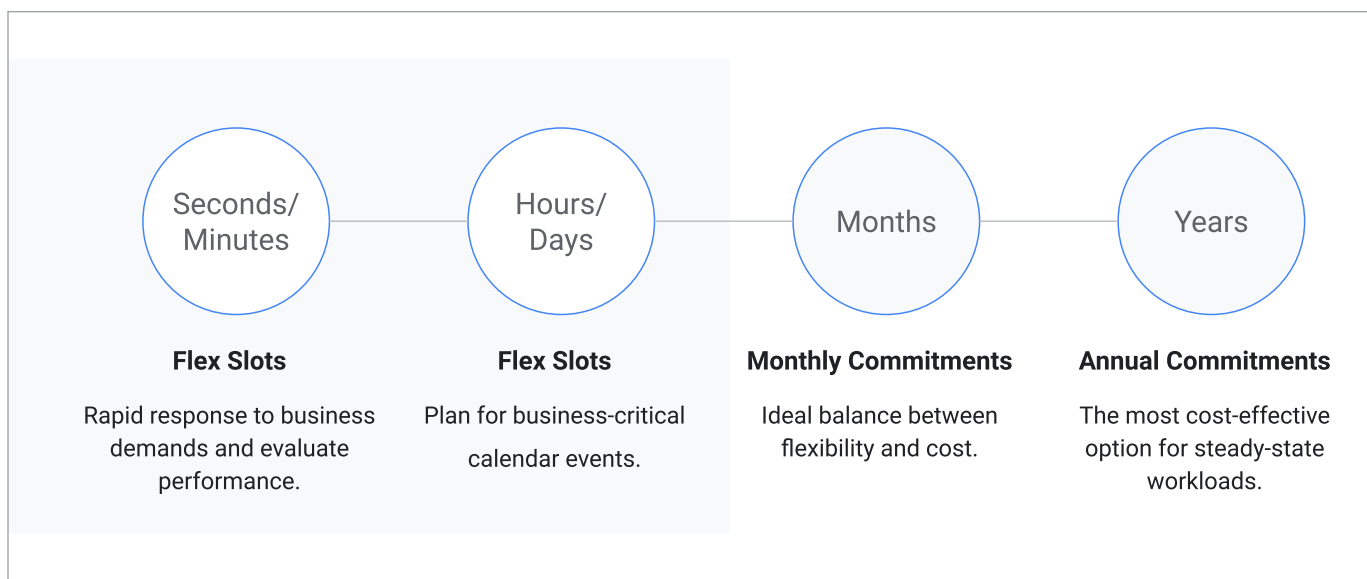 Seconds/
Minutes
Flex Slots
Rapid response to business
demands and evaluate
performance.
Hours/
Days
Flex Slots
Plan for business-critical
calendar events.
Months
Monthly Commitments
Ideal balance between
flexibility and cost.
Years
Annual Commitments
The most cost-effective
option for steady-state
workloads.